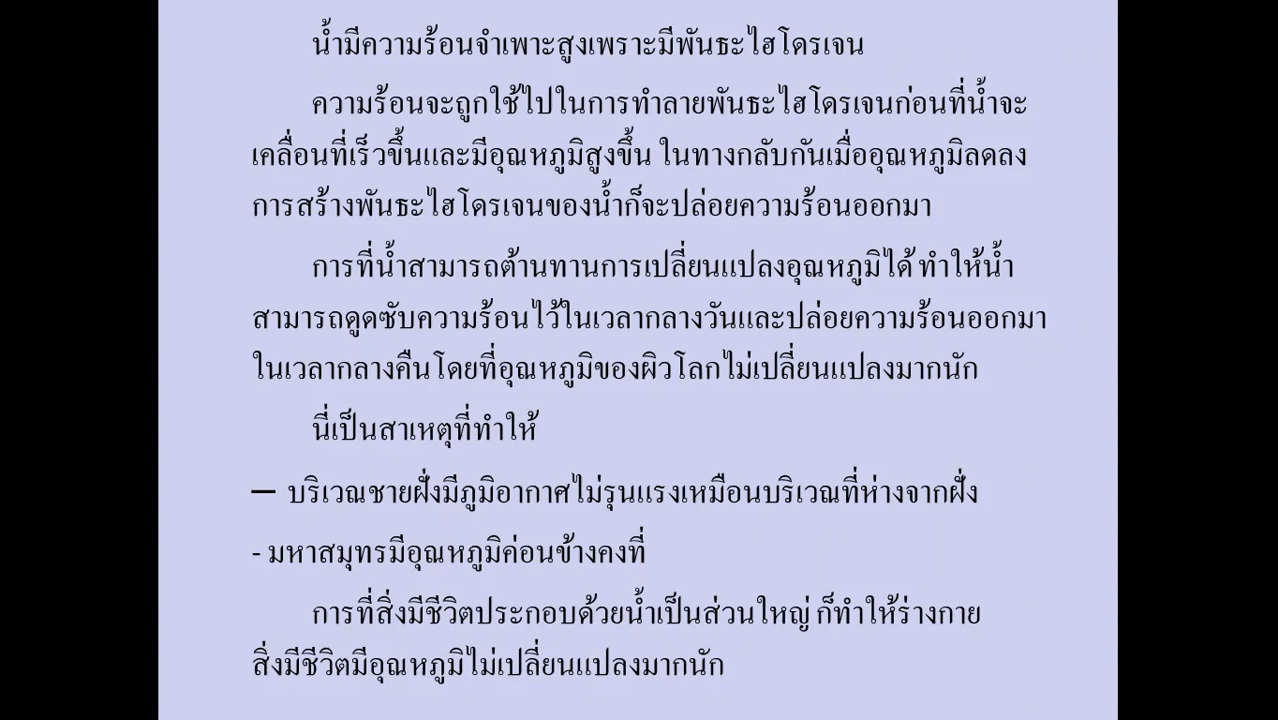 น้ำมีความร้อนจำเพาะสูงเพราะมีพันธะไฮโดรเจน
ความร้อนจะถูกใช้ไปในการทำลายพันธะไฮโดรเจนก่อนที่น้ำจะ
เคลื่อนที่เร็วขึ้นและมีอุณหภูมิสูงขึ้น ในทางกลับกันเมื่ออุณหภูมิลดลง
การสร้างพันธะไฮโดรเจนของน้ำก็จะปล่อยความร้อนออกมา
การที่น้ำสามารถต้านทานการเปลี่ยนแปลงอุณหภูมิได้ ทำให้น้ำ
สามารถดูดซับความร้อนไว้ในเวลากลางวันและปล่อยความร้อนออกมา
ในเวลากลางคืนโดยที่อุณหภูมิของผิวโลกไม่เปลี่ยนแปลงมากนัก
นี่เป็นสาเหตุที่ทำให้
– บริเวณชายฝั่งมีภูมิอากาศไม่รุนแรงเหมือนบริเวณที่ห่างจากฝั่ง
- มหาสมุทรมีอุณหภูมิค่อนข้างคงที่
การที่สิ่งมีชีวิตประกอบด้วยน้ำเป็นส่วนใหญ่ ก็ทำให้ร่างกาย
สิ่งมีชีวิตมีอุณหภูมิไม่เปลี่ยนแปลงมากนัก